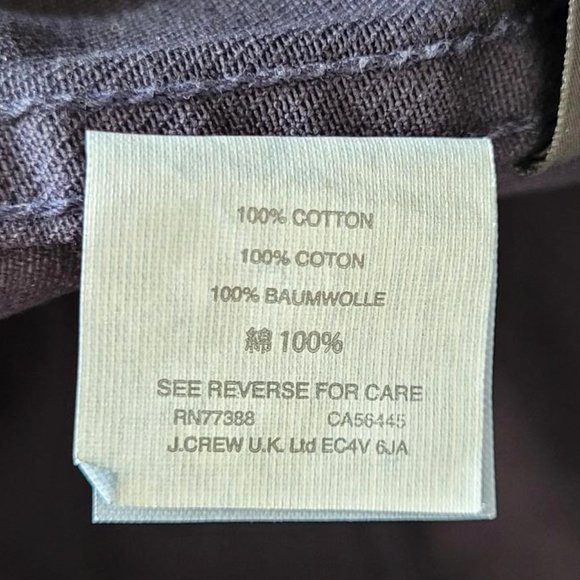 100% COTTON
100% COTON
100% BAUMWOLLE
綿 100%
SEE REVERSE FOR CARE
RN77388 CA56445
J.CREW U.K. Ltd EC4V 6JA